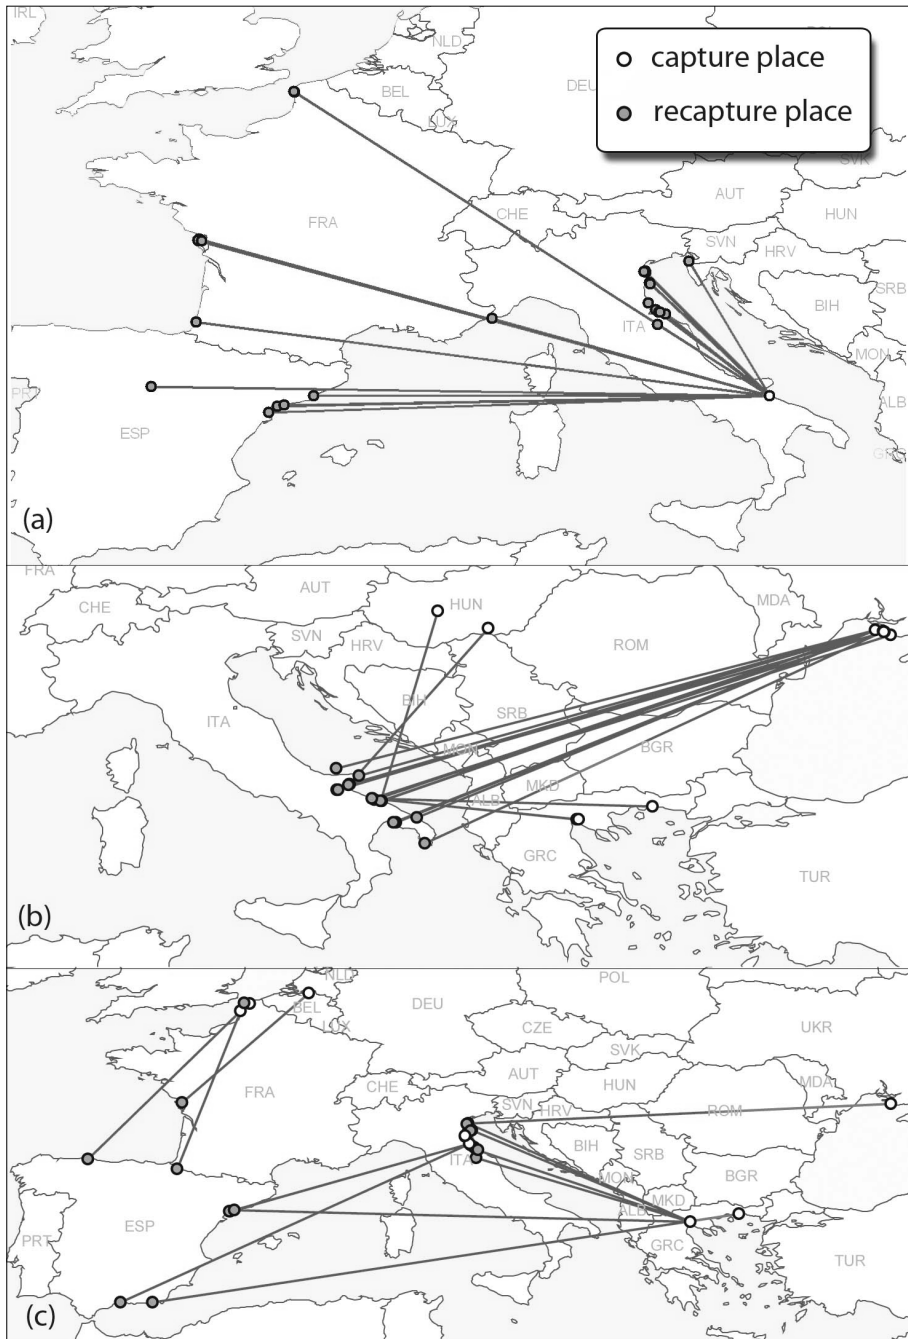 IRL
NLD
DEU
BEL
LUX
capture place
recapture place
SVK
AUT
CHE
HUN
FRA
SVN
HRV
SRB
BIH
ITA
MON
PRT
ALB
ESP
GRC
(a)
FRA
AUT
CHE
HUN
MDA
SVN
HRV
ROM
BIH
SRB
ITA
MON
BGR
MKD
ALB
GRC
TUR
(b)
NLD
POL
BEL
DEU
LUX
CZE
UKR
SVK
AUT
MDA
CHE
HUN
FRA
SVN
HRV
ROM
BIH
SRB
ITA
MON
BGR
MKD
ALB
ESP
PRT
GRC
TUR
(c)